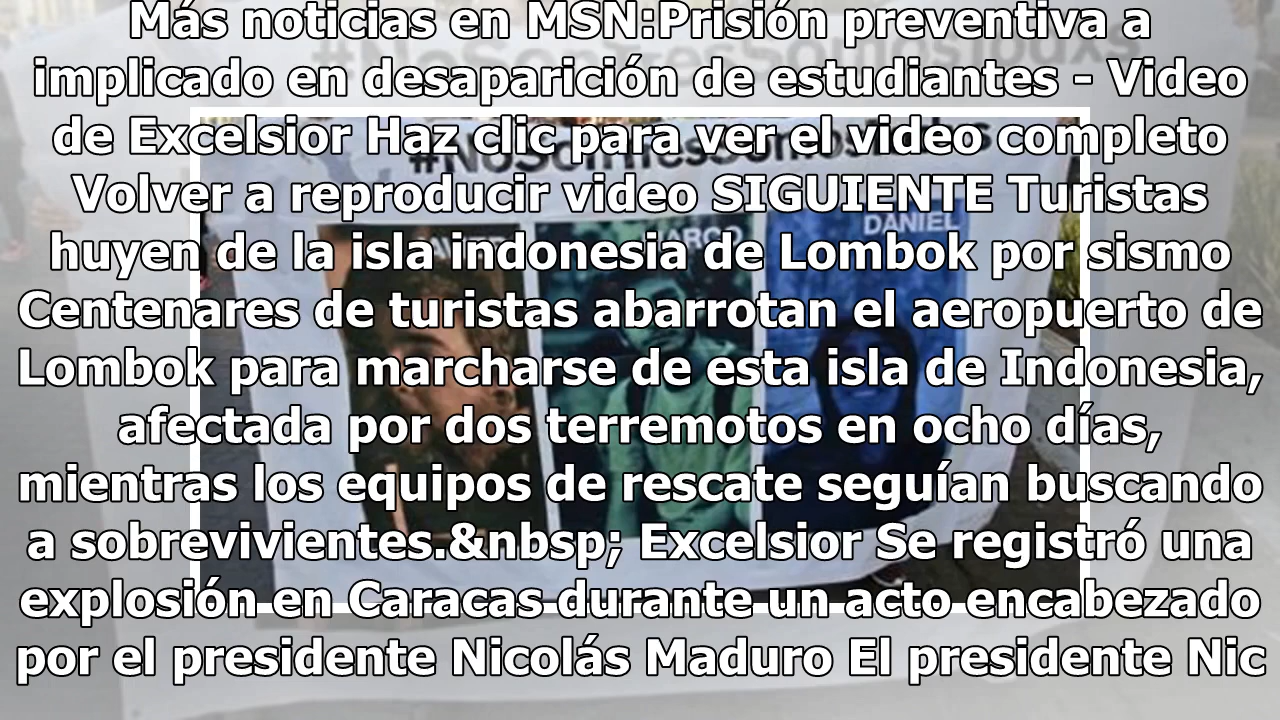 Más noticias en MSN:Prisión preventiva a
implicado en desaparición de estudiantes - Video
de Excelsior Haz clic para ver el video completo
Volver a reproducir video SIGUIENTE Turistas
huyen de la isla indonesia de Lombok por sismo
Centenares de turistas abarrotan el aeropuerto de
Lombok para marcharse de esta isla de Indonesia,
afectada por dos terremotos en ocho días,
mientras los equipos de rescate seguían buscando
a sobrevivientes.&nbsp; Excelsior Se registró una
explosión en Caracas durante un acto encabezado
por el presidente Nicolás Maduro El presidente Nic
MARCO
DANIEL